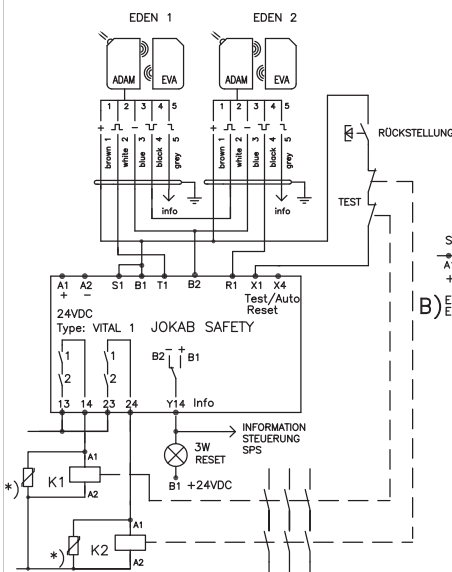 EDEN 1 EDEN 2
ADAM EVA ADAM EVA
1 2 3 4 5 1 2 3 4 5
+ − + −
brown 1 white 2 blue 3 black 4 grey 5 brown 1 white 2 blue 3 black 4 grey 5
RÜCKSTELLUNG
info info
TEST
A1 A2 S1 B1 T1 B2 R1 X1 X4
+ −
Test/Auto
Reset
24VDC
Type: VITAL 1 JOKAB SAFETY
1 1 B2 − + B1
2 2
13 14 23 24 Y14 Info
INFORMATION
STEUERUNG
SPS
3W
RESET
B1 +24VDC
A1
*) K1
A2
A1
*) K2
A2
S
A1
+
B) E
E